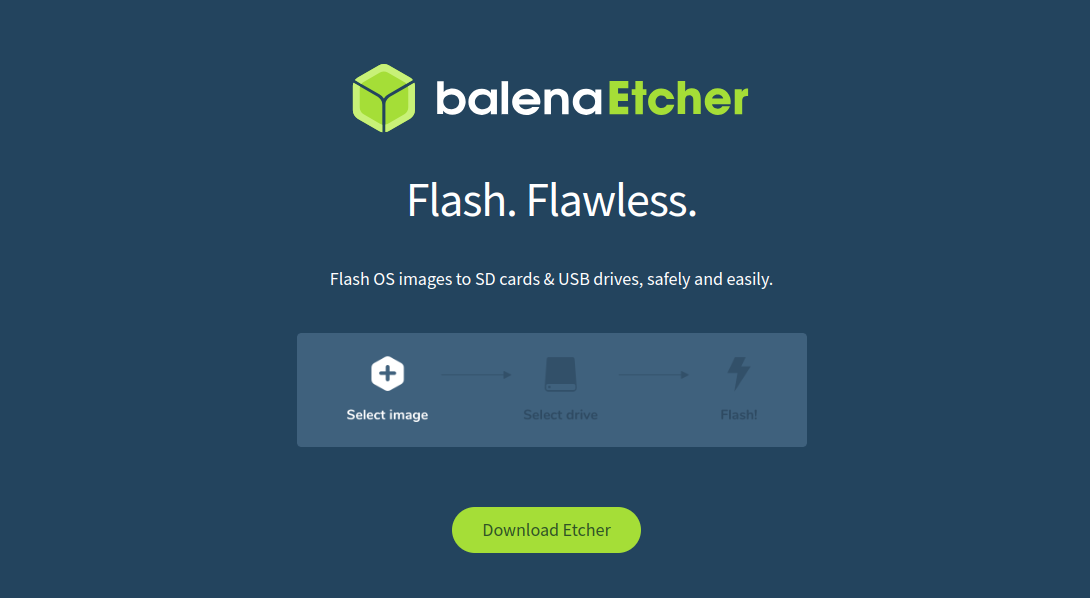 balenaEtcher
Flash. Flawless.
Flash OS images to SD cards & USB drives, safely and easily.
Select image
Select drive
Flash!
Download Etcher